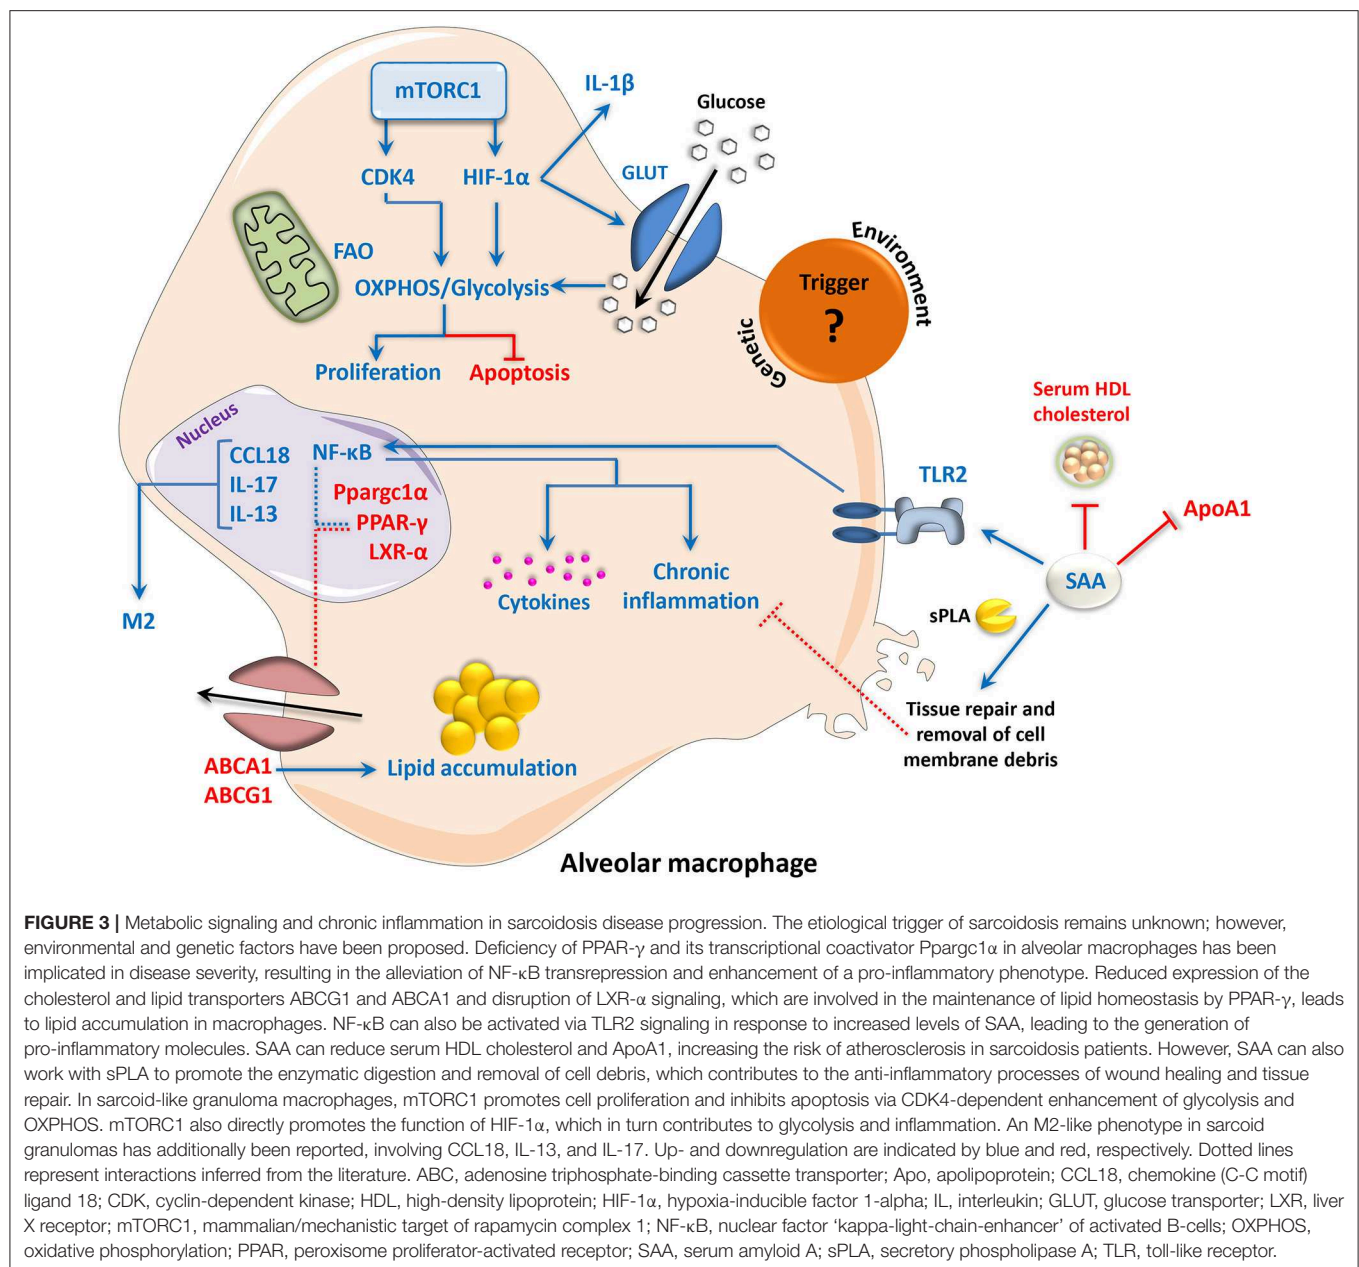 mTORC1
IL-1β
Glucose
CDK4
HIF-1α
GLUT
FAO
OXPHOS/Glycolysis
Proliferation
Apoptosis
Environment
Trigger
?
Genetic
Serum HDL
cholesterol
Nucleus
CCL18
IL-17
IL-13
NF-κB
Ppargc1α
PPAR-γ
LXR-α
TLR2
ApoA1
SAA
sPLA
Cytokines
Chronic
inflammation
M2
Tissue repair and
removal of cell
membrane debris
ABCA1
ABCG1
Lipid accumulation
Alveolar macrophage
FIGURE 3 | Metabolic signaling and chronic inflammation in sarcoidosis disease progression. The etiological trigger of sarcoidosis remains unknown; however,
environmental and genetic factors have been proposed. Deficiency of PPAR-γ and its transcriptional coactivator Ppargc1α in alveolar macrophages has been
implicated in disease severity, resulting in the alleviation of NF-κB transrepression and enhancement of a pro-inflammatory phenotype. Reduced expression of the
cholesterol and lipid transporters ABCG1 and ABCA1 and disruption of LXR-α signaling, which are involved in the maintenance of lipid homeostasis by PPAR-γ, leads
to lipid accumulation in macrophages. NF-κB can also be activated via TLR2 signaling in response to increased levels of SAA, leading to the generation of
pro-inflammatory molecules. SAA can reduce serum HDL cholesterol and ApoA1, increasing the risk of atherosclerosis in sarcoidosis patients. However, SAA can also
work with sPLA to promote the enzymatic digestion and removal of cell debris, which contributes to the anti-inflammatory processes of wound healing and tissue
repair. In sarcoid-like granuloma macrophages, mTORC1 promotes cell proliferation and inhibits apoptosis via CDK4-dependent enhancement of glycolysis and
OXPHOS. mTORC1 also directly promotes the function of HIF-1α, which in turn contributes to glycolysis and inflammation. An M2-like phenotype in sarcoid
granulomas has additionally been reported, involving CCL18, IL-13, and IL-17. Up- and downregulation are indicated by blue and red, respectively. Dotted lines
represent interactions inferred from the literature. ABC, adenosine triphosphate-binding cassette transporter; Apo, apolipoprotein; CCL18, chemokine (C-C motif)
ligand 18; CDK, cyclin-dependent kinase; HDL, high-density lipoprotein; HIF-1α, hypoxia-inducible factor 1-alpha; IL, interleukin; GLUT, glucose transporter; LXR, liver
X receptor; mTORC1, mammalian/mechanistic target of rapamycin complex 1; NF-κB, nuclear factor ‘kappa-light-chain-enhancer’ of activated B-cells; OXPHOS,
oxidative phosphorylation; PPAR, peroxisome proliferator-activated receptor; SAA, serum amyloid A; sPLA, secretory phospholipase A; TLR, toll-like receptor.